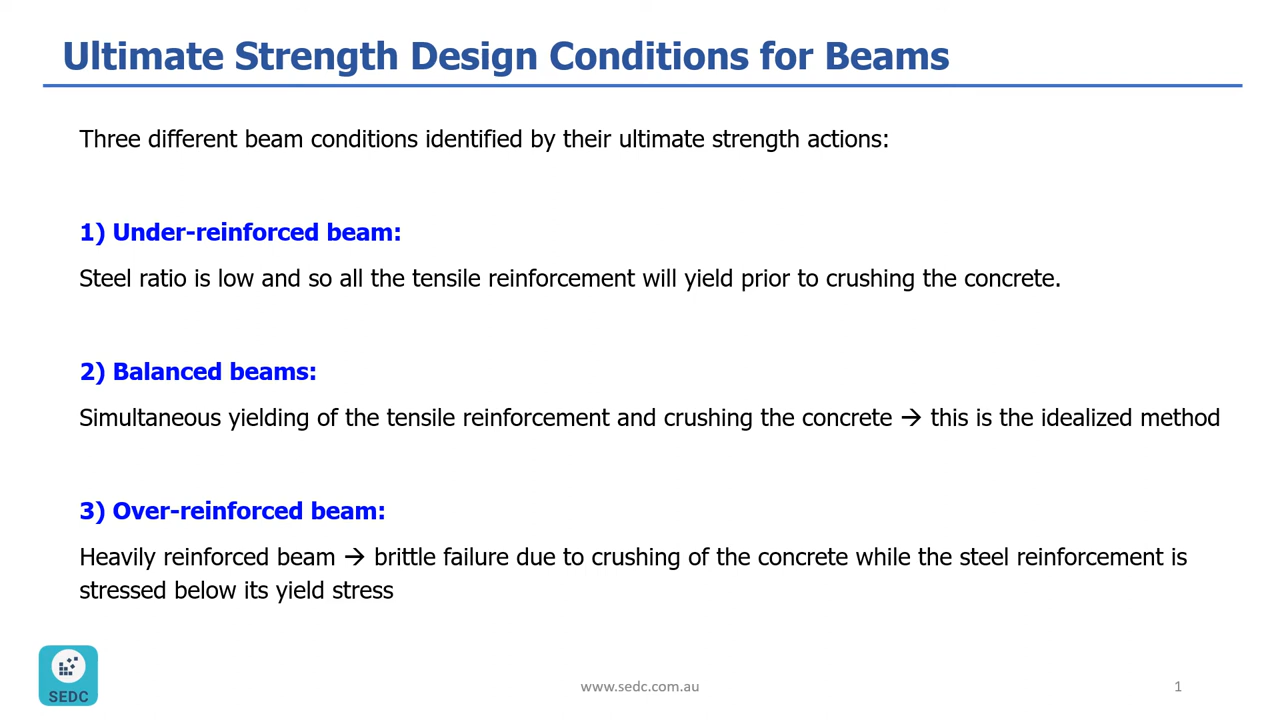 Ultimate Strength Design Conditions for Beams
Three different beam conditions identified by their ultimate strength actions:
1) Under-reinforced beam:
Steel ratio is low and so all the tensile reinforcement will yield prior to crushing the concrete.
2) Balanced beams:
Simultaneous yielding of the tensile reinforcement and crushing the concrete → this is the idealized method
3) Over-reinforced beam:
Heavily reinforced beam → brittle failure due to crushing of the concrete while the steel reinforcement is
stressed below its yield stress
SEDC
www.sedc.com.au
1